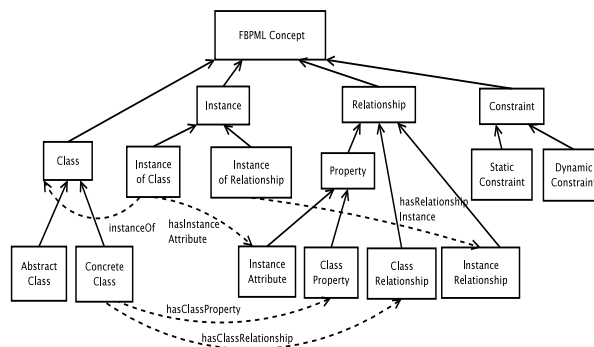 FBPML Concept
Instance
Relationship
Constraint
Class
Instance
of Class
Instance
of Relationship
Property
Static
Constraint
Dynamic
Constraint
hasRelationship
Instance
instanceOf
hasInstance
Attribute
Abstract
Class
Concrete
Class
Instance
Attribute
Class
Property
Class
Relationship
Instance
Relationship
hasClassProperty
hasClassRelationship